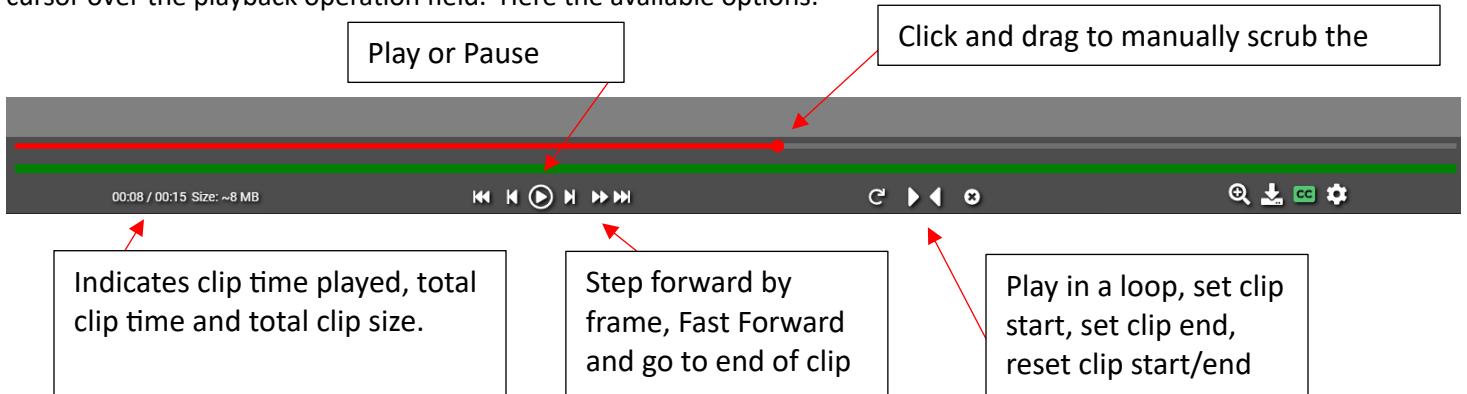 cursor over the playback operation field. Here the available options:
Play or Pause
Click and drag to manually scrub the
00:08 / 00:15 Size: ~8 MB
CC
Indicates clip time played, total
clip time and total clip size.
Step forward by
frame, Fast Forward
and go to end of clip
Play in a loop, set clip
start, set clip end,
reset clip start/end